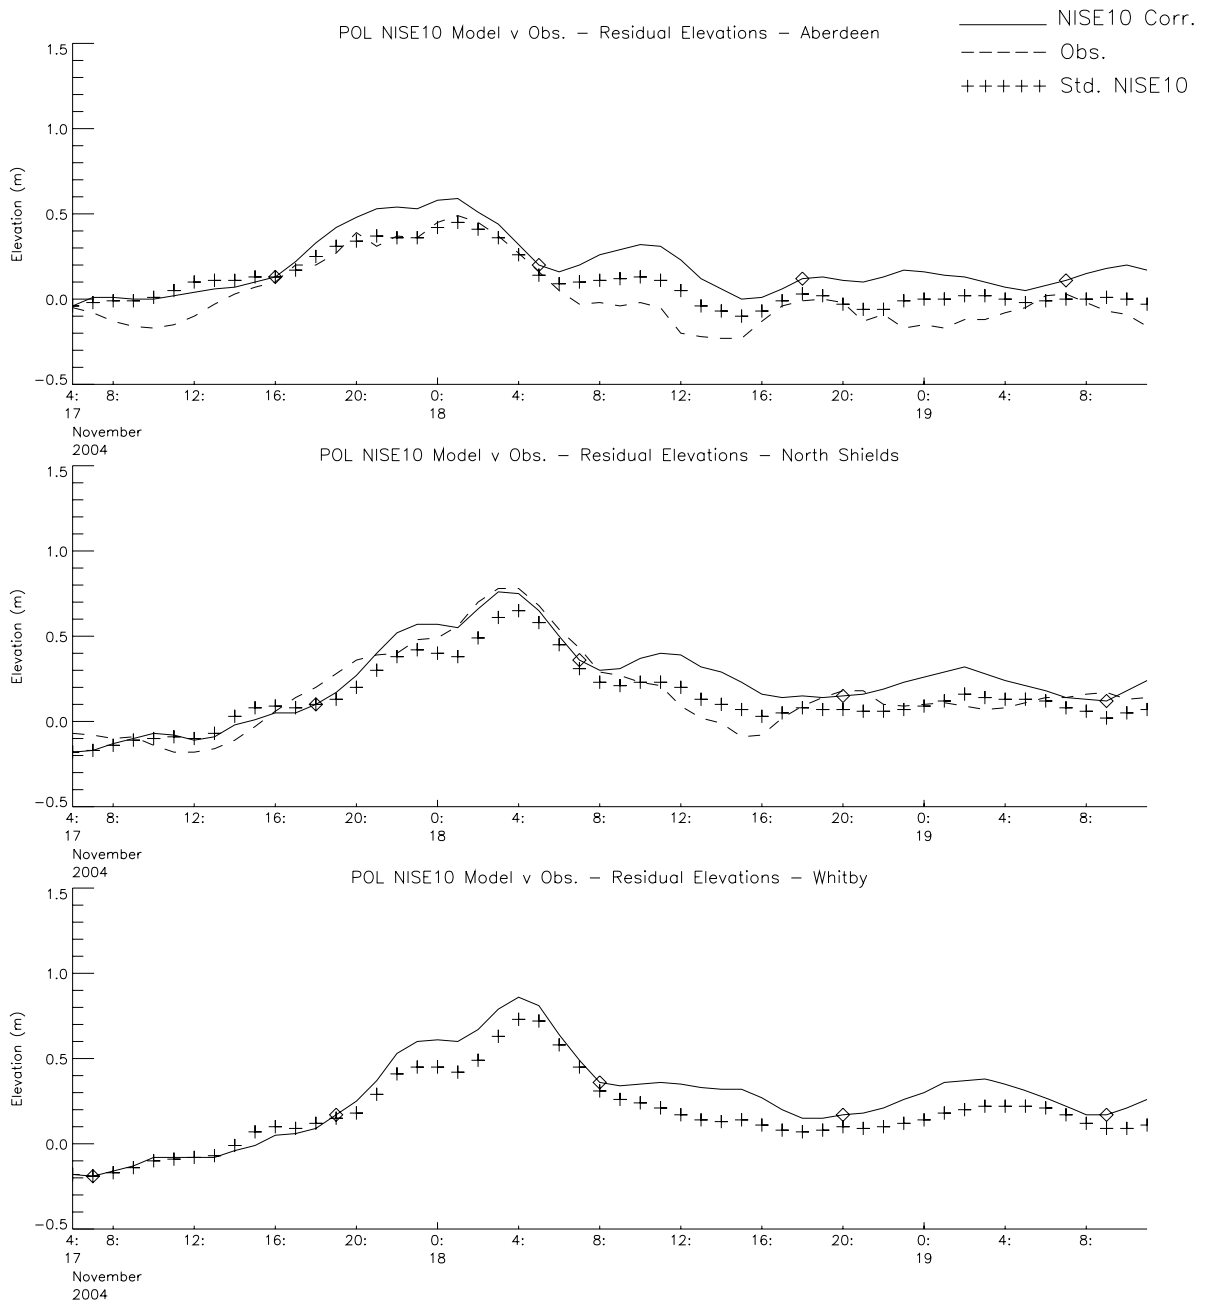 NISE10 Corr.
POL NISE10 Model v Obs. – Residual Elevations – Aberdeen
Obs.
+++++ Std. NISE10
1.5
1.0
0.5
0.0
−0.5
Elevation (m)
4: 8: 12: 16: 20: 0: 4: 8: 12: 16: 20: 0: 4: 8:
17 18 19
November
2004
POL NISE10 Model v Obs. – Residual Elevations – North Shields
1.5
1.0
0.5
0.0
−0.5
Elevation (m)
4: 8: 12: 16: 20: 0: 4: 8: 12: 16: 20: 0: 4: 8:
17 18 19
November
2004
POL NISE10 Model v Obs. – Residual Elevations – Whitby
1.5
1.0
0.5
0.0
−0.5
Elevation (m)
4: 8: 12: 16: 20: 0: 4: 8: 12: 16: 20: 0: 4: 8:
17 18 19
November
2004